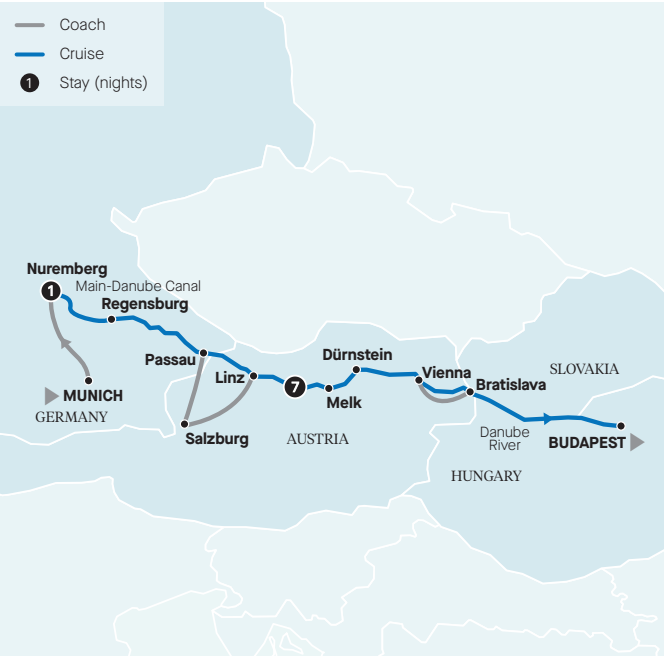 Coach
Cruise
1 Stay (nights)
Nuremberg
1
Main-Danube Canal
Regensburg
Passau
MUNICH
GERMANY
Linz
7
Dürnstein
Melk
Salzburg
AUSTRIA
Vienna
Bratislava
SLOVAKIA
Danube
River
BUDAPEST
HUNGARY